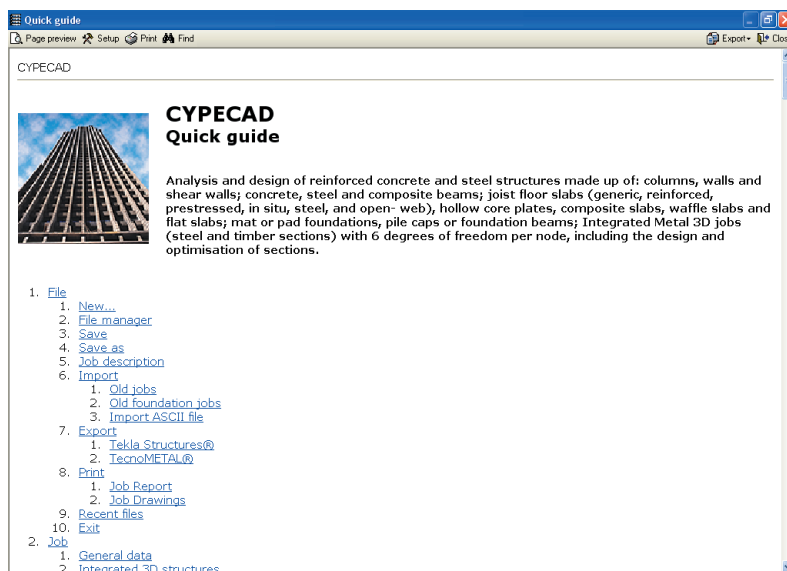 Quick guide
Page preview Setup Print Find Export Clos
CYPECAD
CYPECAD
Quick guide
Analysis and design of reinforced concrete and steel structures made up of: columns, walls and
shear walls; concrete, steel and composite beams; joist floor slabs (generic, reinforced,
prestressed, in situ, steel, and open- web), hollow core plates, composite slabs, waffle slabs and
flat slabs; mat or pad foundations, pile caps or foundation beams; Integrated Metal 3D jobs
(steel and timber sections) with 6 degrees of freedom per node, including the design and
optimisation of sections.
1. File
1. New...
2. File manager
3. Save
4. Save as
5. Job description
6. Import
1. Old jobs
2. Old foundation jobs
3. Import ASCII file
7. Export
1. Tekla Structures®
2. TecnoMETAL®
8. Print
1. Job Report
2. Job Drawings
9. Recent files
10. Exit
2. Job
1. General data
2. Integrated 3D structures